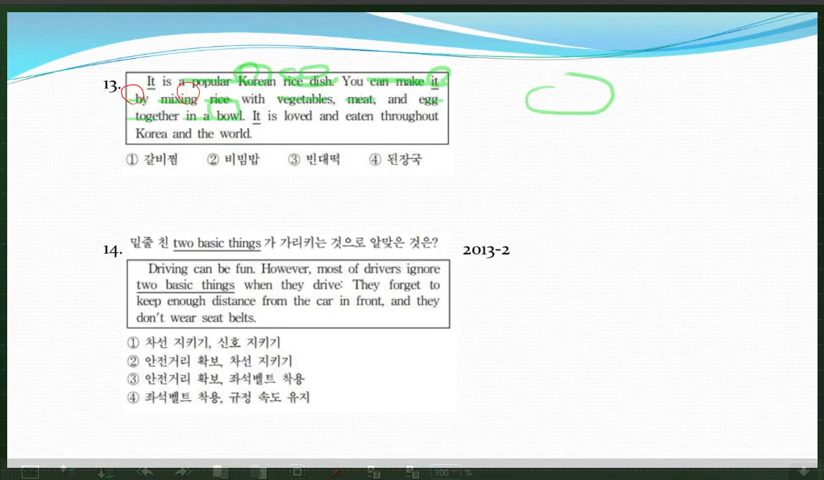 13. It is a popular Korean rice dish. You can make it
by mixing rice with vegetables, meat, and egg
together in a bowl. It is loved and eaten throughout
Korea and the world.
① 갈비찜 ② 비빔밥 ③ 빈대떡 ④ 된장국
14. 밑줄 친 two basic things가 가리키는 것으로 알맞은 것은? 2013-2
Driving can be fun. However, most of drivers ignore
two basic things when they drive: They forget to
keep enough distance from the car in front, and they
don't wear seat belts.
① 차선 지키기, 신호 지키기
② 안전거리 확보, 차선 지키기
③ 안전거리 확보, 좌석벨트 착용
④ 좌석벨트 착용, 규정 속도 유지
100 %